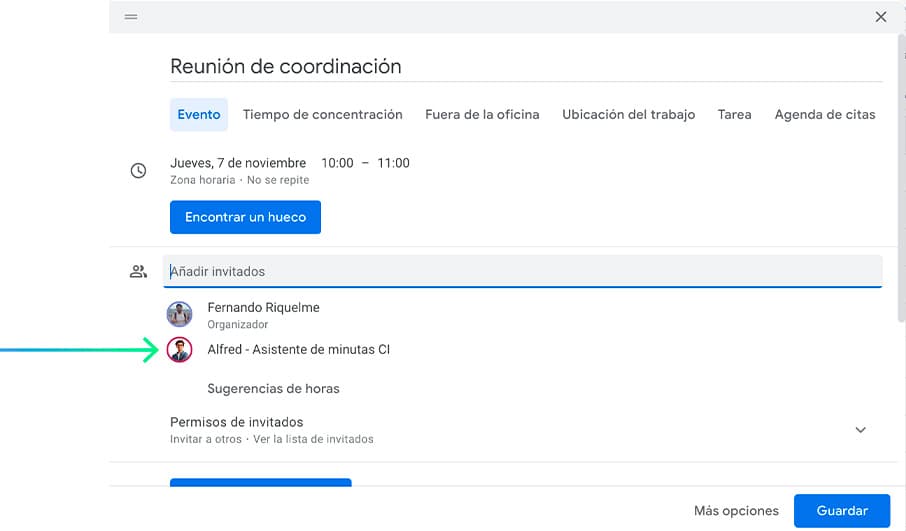 Reunión de coordinación
Evento Tiempo de concentración Fuera de la oficina Ubicación del trabajo Tarea Agenda de citas
Jueves, 7 de noviembre 10:00 – 11:00
Zona horaria · No se repite
Encontrar un hueco
Añadir invitados
Fernando Riquelme
Organizador
Alfred - Asistente de minutas CI
Sugerencias de horas
Permisos de invitados
Invitar a otros · Ver la lista de invitados
Más opciones Guardar